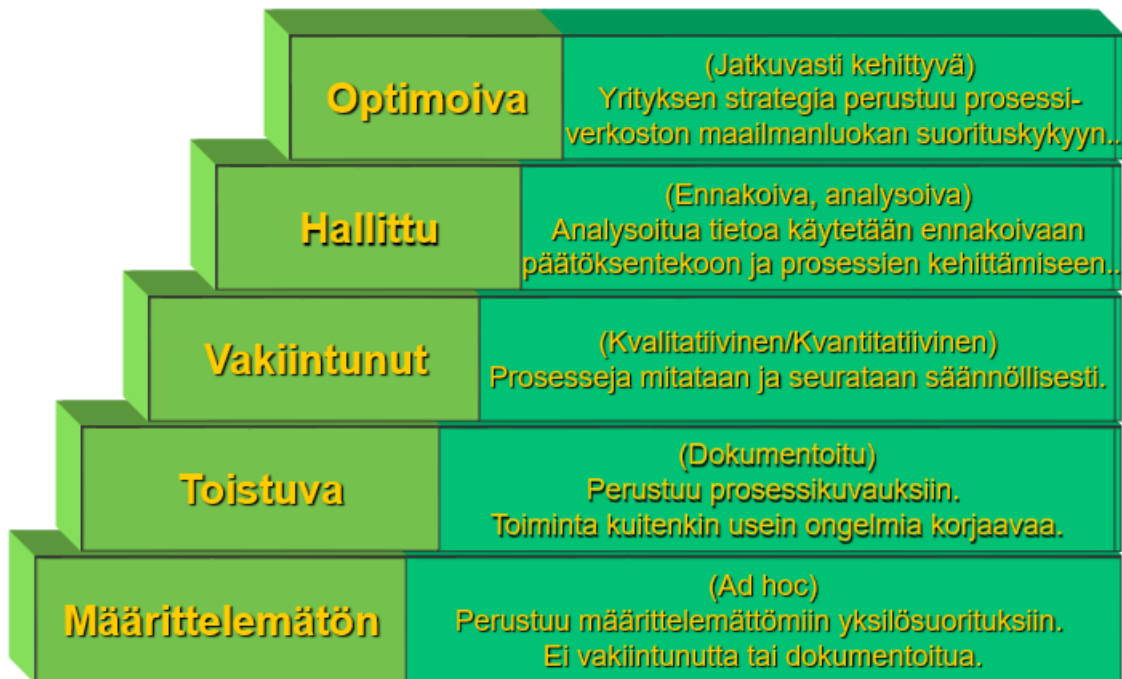 Optimoiva
(Jatkuvasti kehittyvä)
Yrityksen strategia perustuu prosessi-
verkoston maailmanluokan suorituskykyyn..
Hallittu
(Ennakoiva, analysoiva)
Analysoitua tietoa käytetään ennakoivaan
päätöksentekoon ja prosessien kehittämiseen..
Vakiintunut
(Kvalitatiivinen/Kvantitatiivinen)
Prosesseja mitataan ja seurataan säännöllisesti.
Toistuva
(Dokumentoitu)
Perustuu prosessikuvauksiin.
Toiminta kuitenkin usein ongelmia korjaavaa.
Määrittelemätön
(Ad hoc)
Perustuu määrittelemättömiin yksilösuorituksiin.
Ei vakiintunutta tai dokumentoitua.